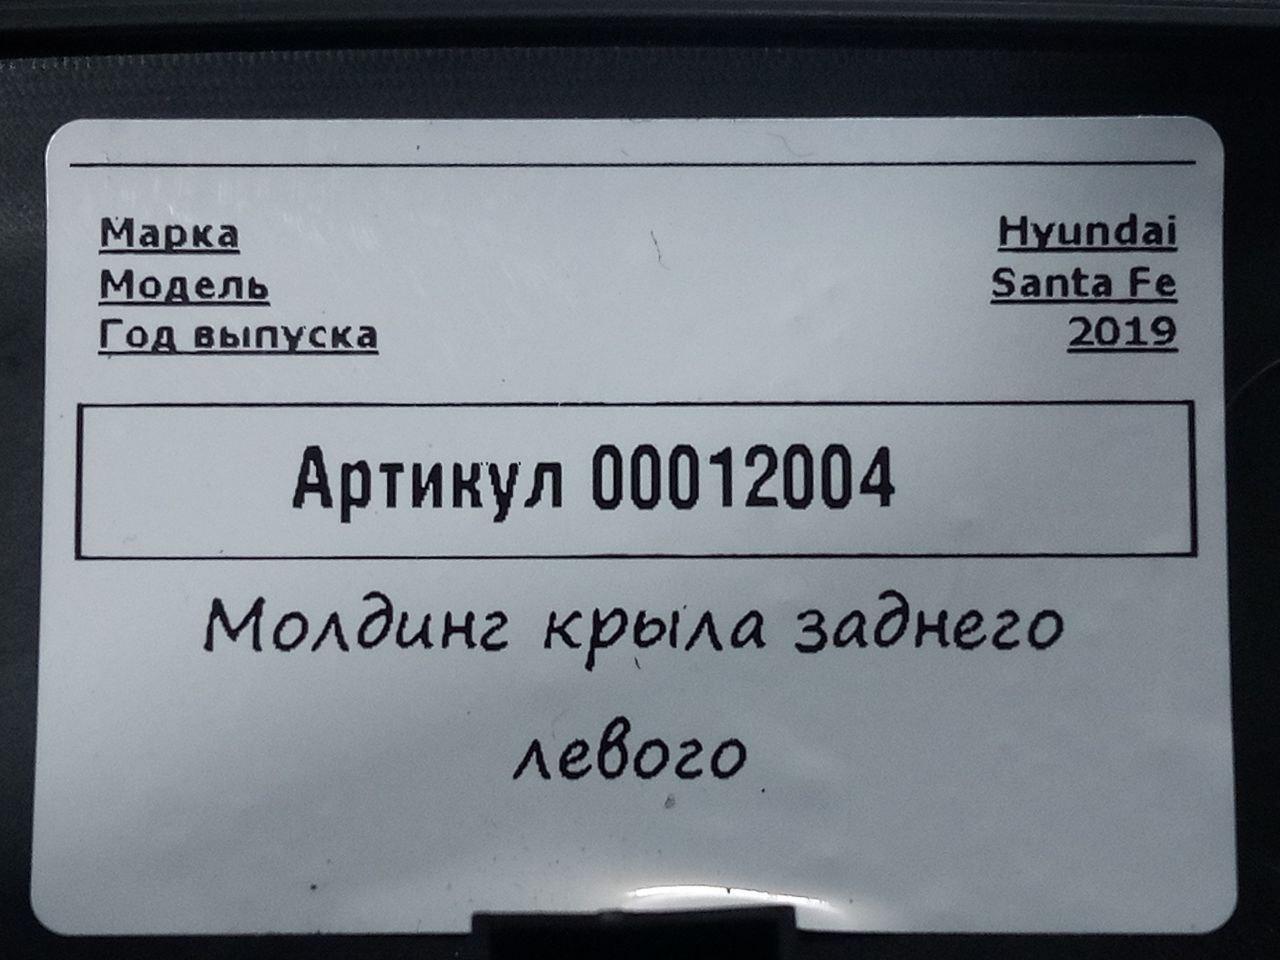 Марка Hyundai
Модель Santa Fe
Год выпуска 2019
Артикул 00012004
Молдинг крыла заднего
левого